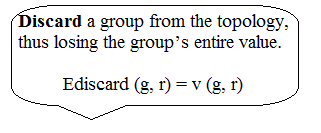 Discard a group from the topology,
thus losing the group's entire value.
Ediscard (g, r) = v (g, r)